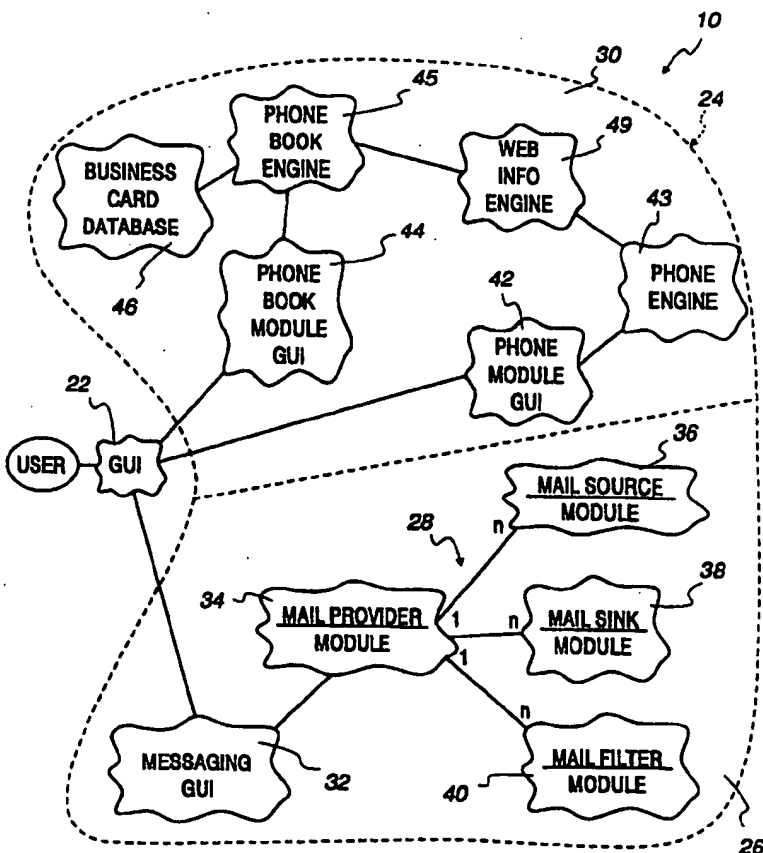 10
30
24
45
PHONE
BOOK
ENGINE
49
WEB
INFO
ENGINE
BUSINESS
CARD
DATABASE
46
44
PHONE
BOOK
MODULE
GUI
43
PHONE
ENGINE
42
PHONE
MODULE
GUI
22
USER
GUI
36
MAIL SOURCE
MODULE
28
n
34
MAIL PROVIDER
MODULE
1
n
38
MAIL SINK
MODULE
1
n
MESSAGING
GUI
32
MAIL FILTER
MODULE
40
26